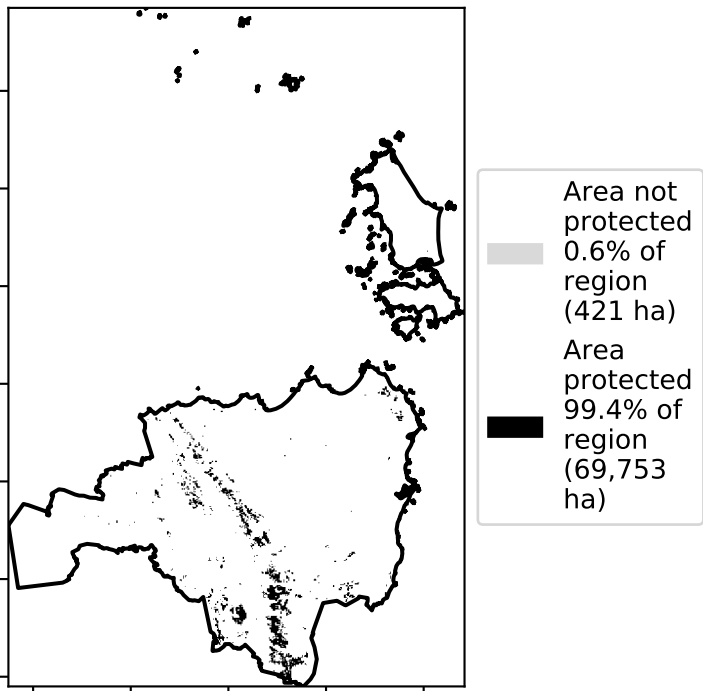 Area not
protected
0.6% of
region
(421 ha)
Area
protected
99.4% of
region
(69,753
ha)